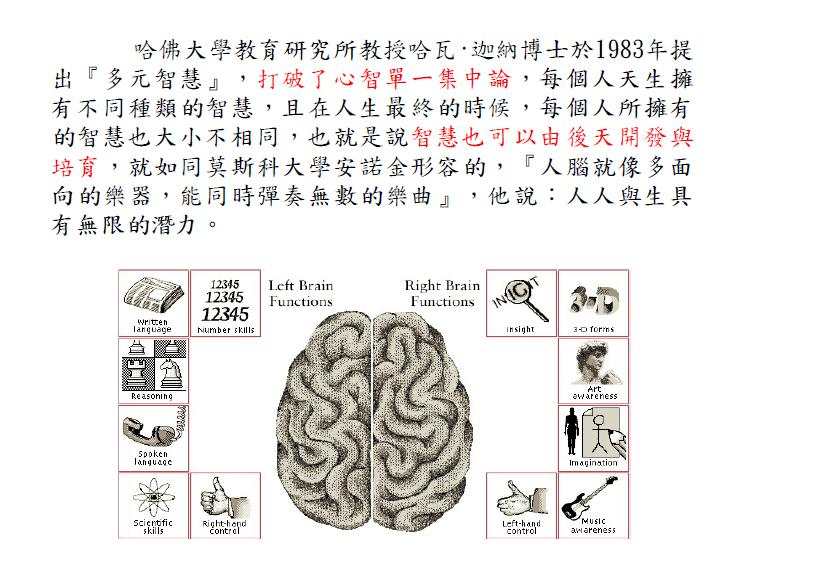 哈佛大學教育研究所教授哈瓦·迦納博士於1983年提
出『多元智慧』，打破了心智單一集中論，每個人天生擁
有不同種類的智慧，且在人生最終的時候，每個人所擁有
的智慧也大小不相同，也就是說智慧也可以由後天開發與
培育，就如同莫斯科大學安諾金形容的，『人腦就像多面
向的樂器，能同時彈奏無數的樂曲』，他說：人人與生具
有無限的潛力。
Left Brain
Functions
Right Brain
Functions
Written
language
12345
12345
12345
Number skills
Reasoning
Spoken
language
Scientific
skills
Right-hand
control
INSIGIT
Insight
3-D
3-D forms
Art
awareness
Imagination
Left-hand
control
Music
awareness